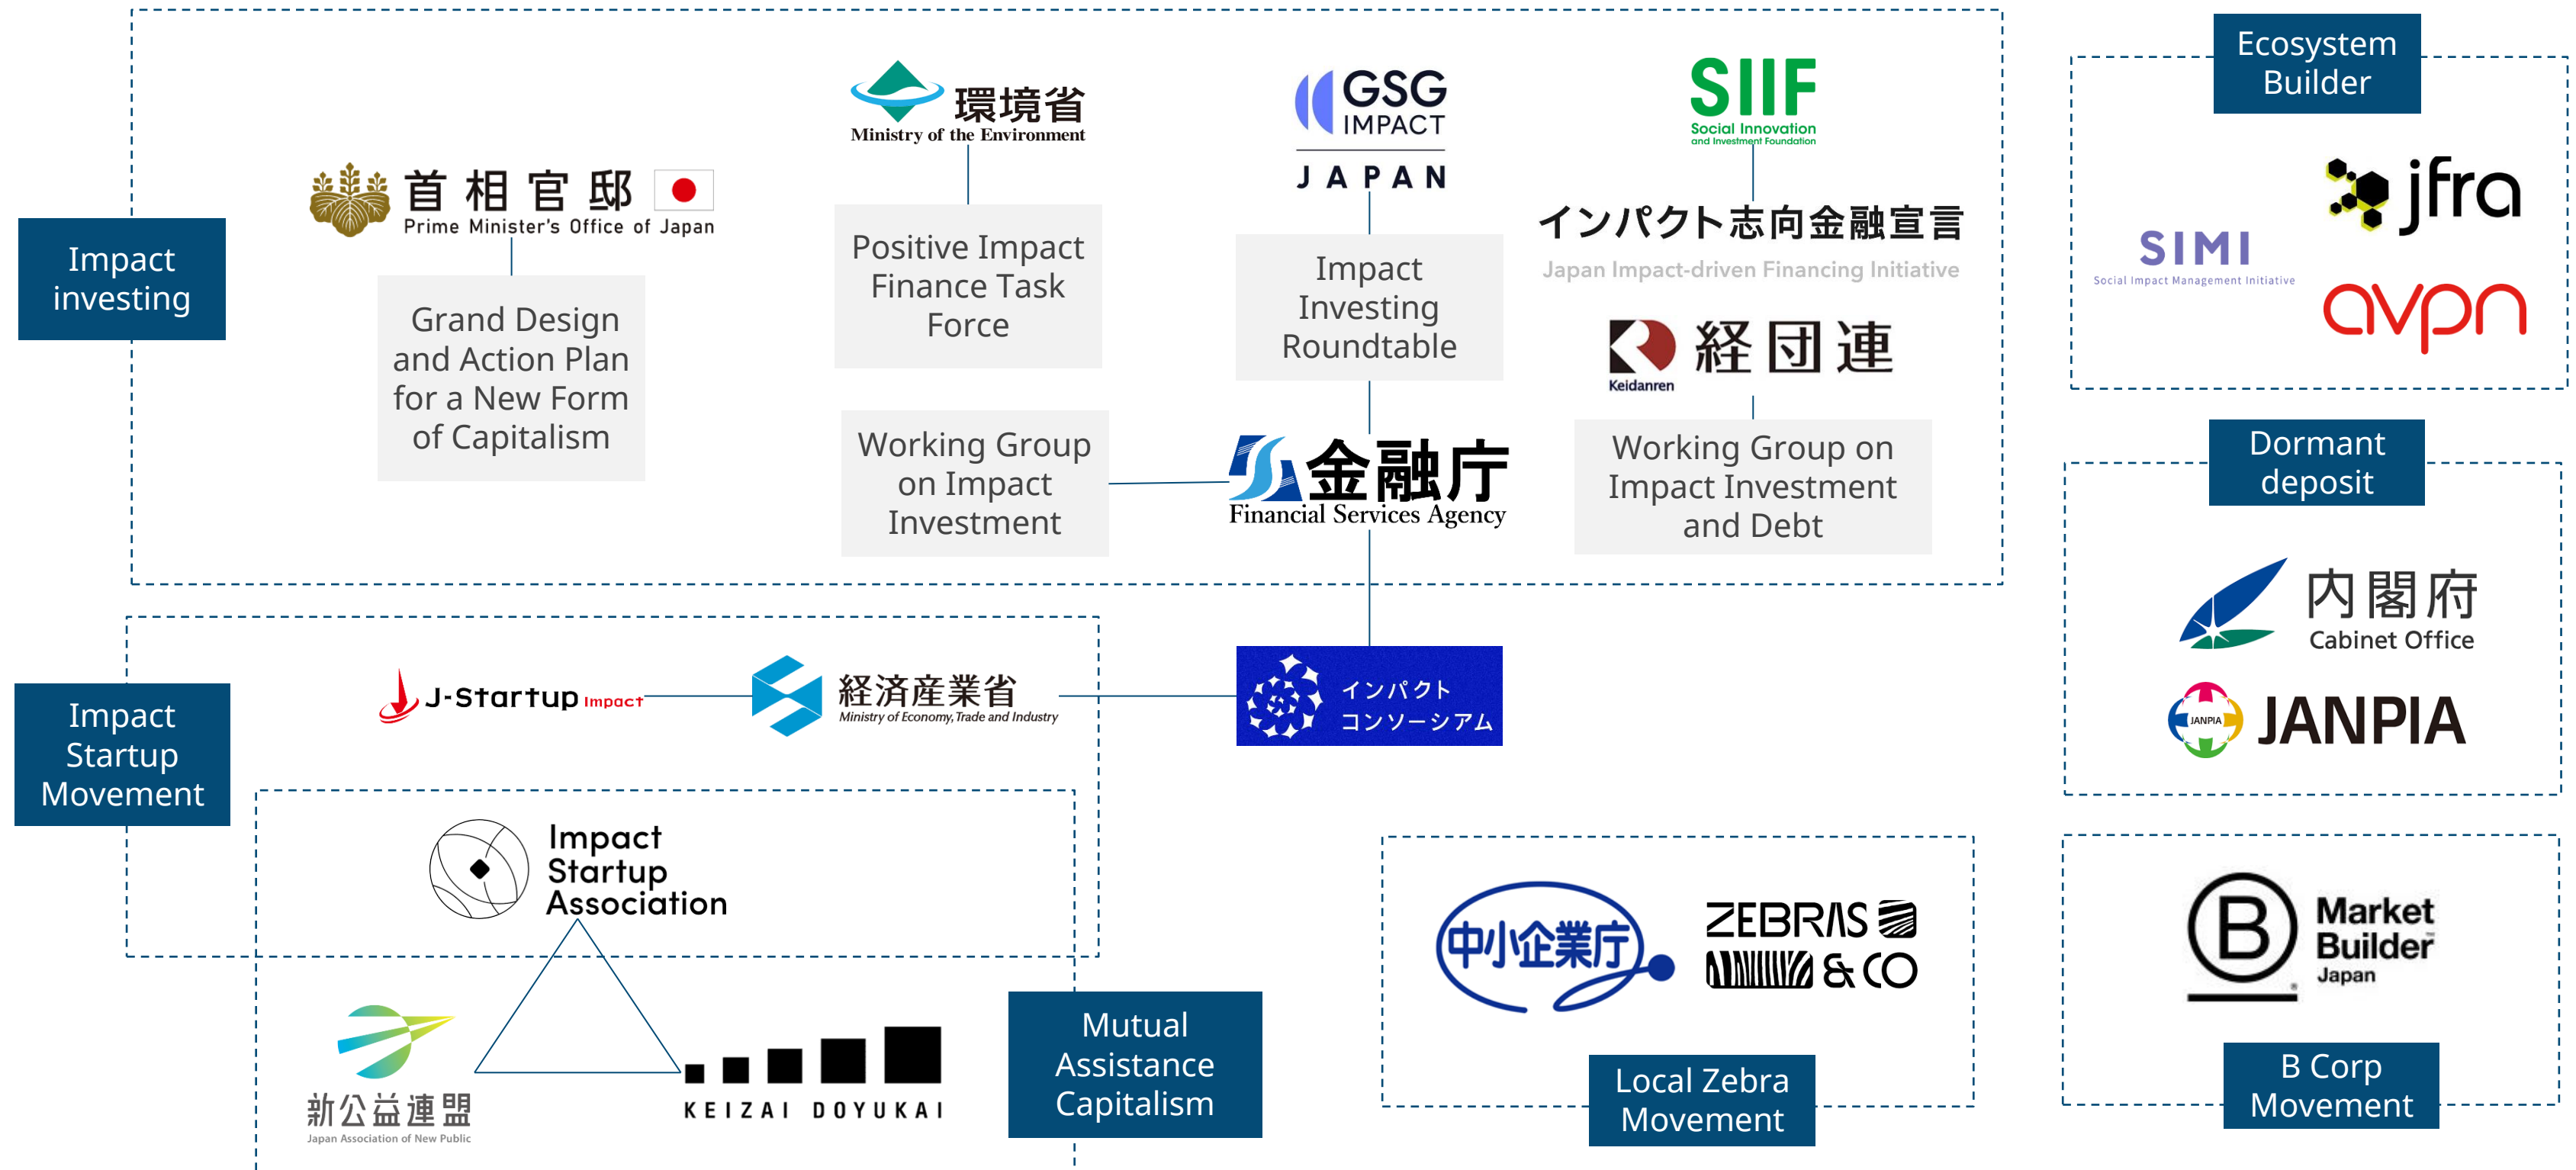 Impact
investing
首相官邸
Prime Minister's Office of Japan
Grand Design
and Action Plan
for a New Form
of Capitalism
環境省
Ministry of the Environment
Positive Impact
Finance Task
Force
Working Group
on Impact
Investment
GSG
IMPACT
JAPAN
Impact
Investing
Roundtable
金融庁
Financial Services Agency
SIIF
Social Innovation
and Investment Foundation
インパクト志向金融宣言
Japan Impact-driven Financing Initiative
経団連
Keidanren
Working Group on
Impact Investment
and Debt
Ecosystem
Builder
jfra
SIMI
Social Impact Management Initiative
avpn
Dormant
deposit
内閣府
Cabinet Office
JANPIA
JANPIA
Impact
Startup
Movement
J-Startup Impact
経済産業省
Ministry of Economy, Trade and Industry
インパクト
コンソーシアム
Impact
Startup
Association
新公益連盟
Japan Association of New Public
KEIZAI DOYUKAI
Mutual
Assistance
Capitalism
中小企業庁
ZEBRAS
& CO
Local Zebra
Movement
B
Market
Builder
Japan
®
B Corp
Movement